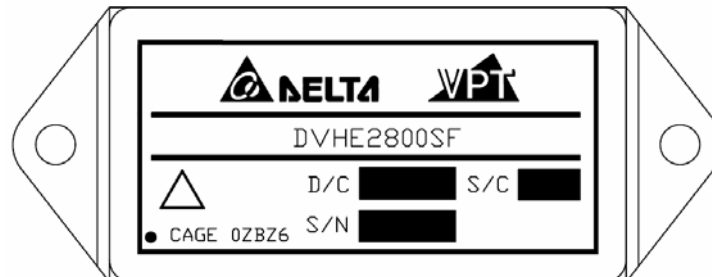 DELTA VPT
DVHE2800SF
D/C S/C
CAGE 0ZBZ6 S/N